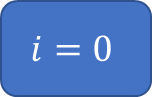 i = 0